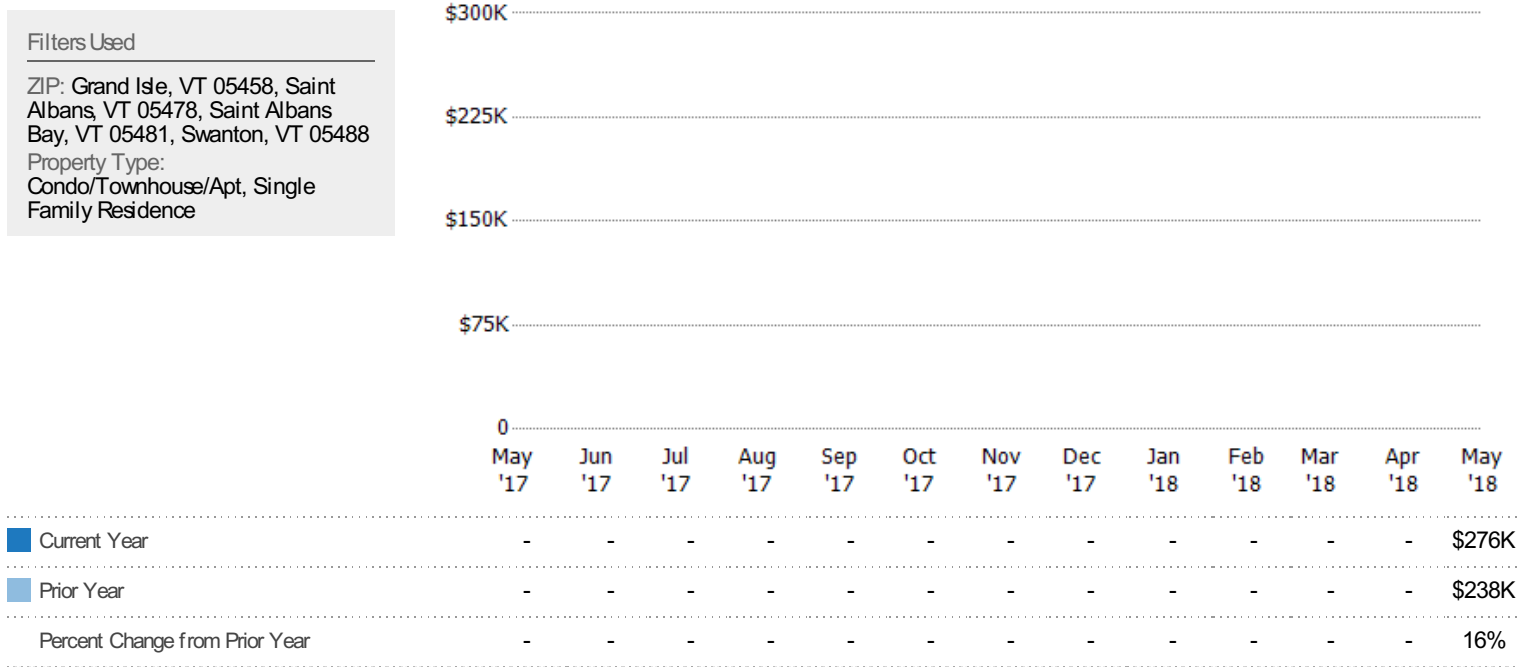 Filters Used
ZIP: Grand Isle, VT 05458, Saint
Albans, VT 05478, Saint Albans
Bay, VT 05481, Swanton, VT 05488
Property Type:
Condo/Townhouse/Apt, Single
Family Residence
$300K
$225K
$150K
$75K
0
May Jun Jul Aug Sep Oct Nov Dec Jan Feb Mar Apr May
'17 '17 '17 '17 '17 '17 '17 '17 '18 '18 '18 '18 '18
Current Year - - - - - - - - - - - - $276K
Prior Year - - - - - - - - - - - - $238K
Percent Change from Prior Year - - - - - - - - - - - - 16%